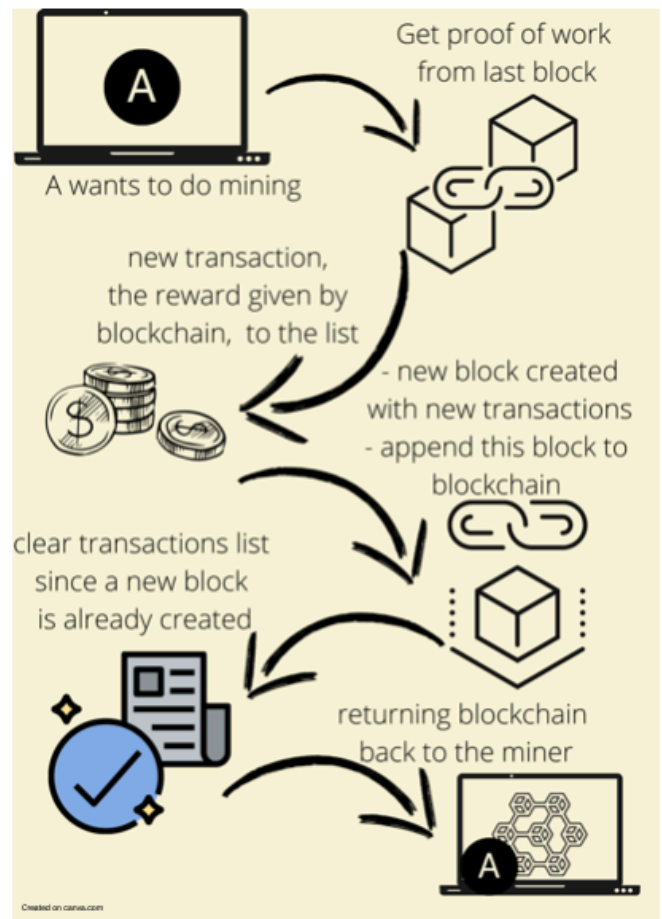 A
A wants to do mining
Get proof of work
from last block
new transaction,
the reward given by
blockchain, to the list
$
$
$
- new block created
with new transactions
- append this block to
blockchain
clear transactions list
since a new block
is already created
returning blockchain
back to the miner
A
Created on canva.com